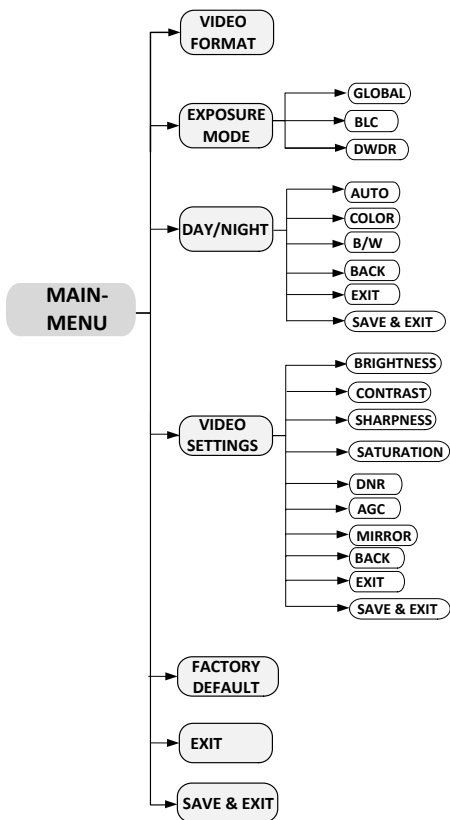 VIDEO
FORMAT
EXPOSURE
MODE
GLOBAL
BLC
DWDR
DAY/NIGHT
AUTO
COLOR
B/W
BACK
EXIT
SAVE & EXIT
MAIN-
MENU
VIDEO
SETTINGS
BRIGHTNESS
CONTRAST
SHARPNESS
SATURATION
DNR
AGC
MIRROR
BACK
EXIT
SAVE & EXIT
FACTORY
DEFAULT
EXIT
SAVE & EXIT